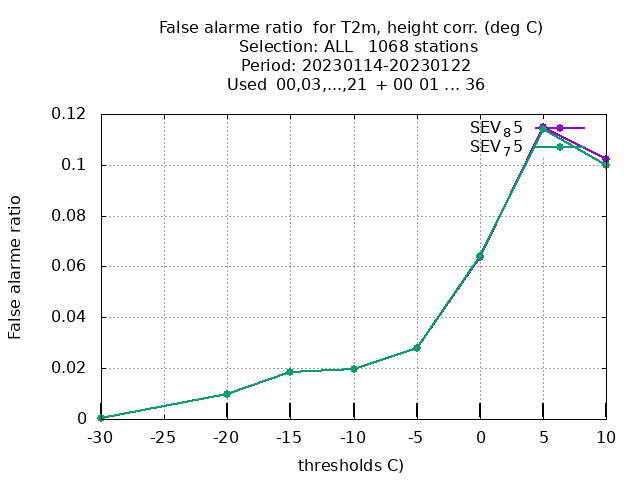 False alarme ratio  for T2m, height corr. (deg C)
Selection: ALL   1068 stations
Period: 20230114-20230122
Used  00,03,...,21  + 00 01 ... 36
0.12
0.1
0.08
0.06
0.04
0.02
0
False alarme ratio
SEV₈5
SEV₇5
-30 -25 -20 -15 -10 -5 0 5 10
thresholds C)